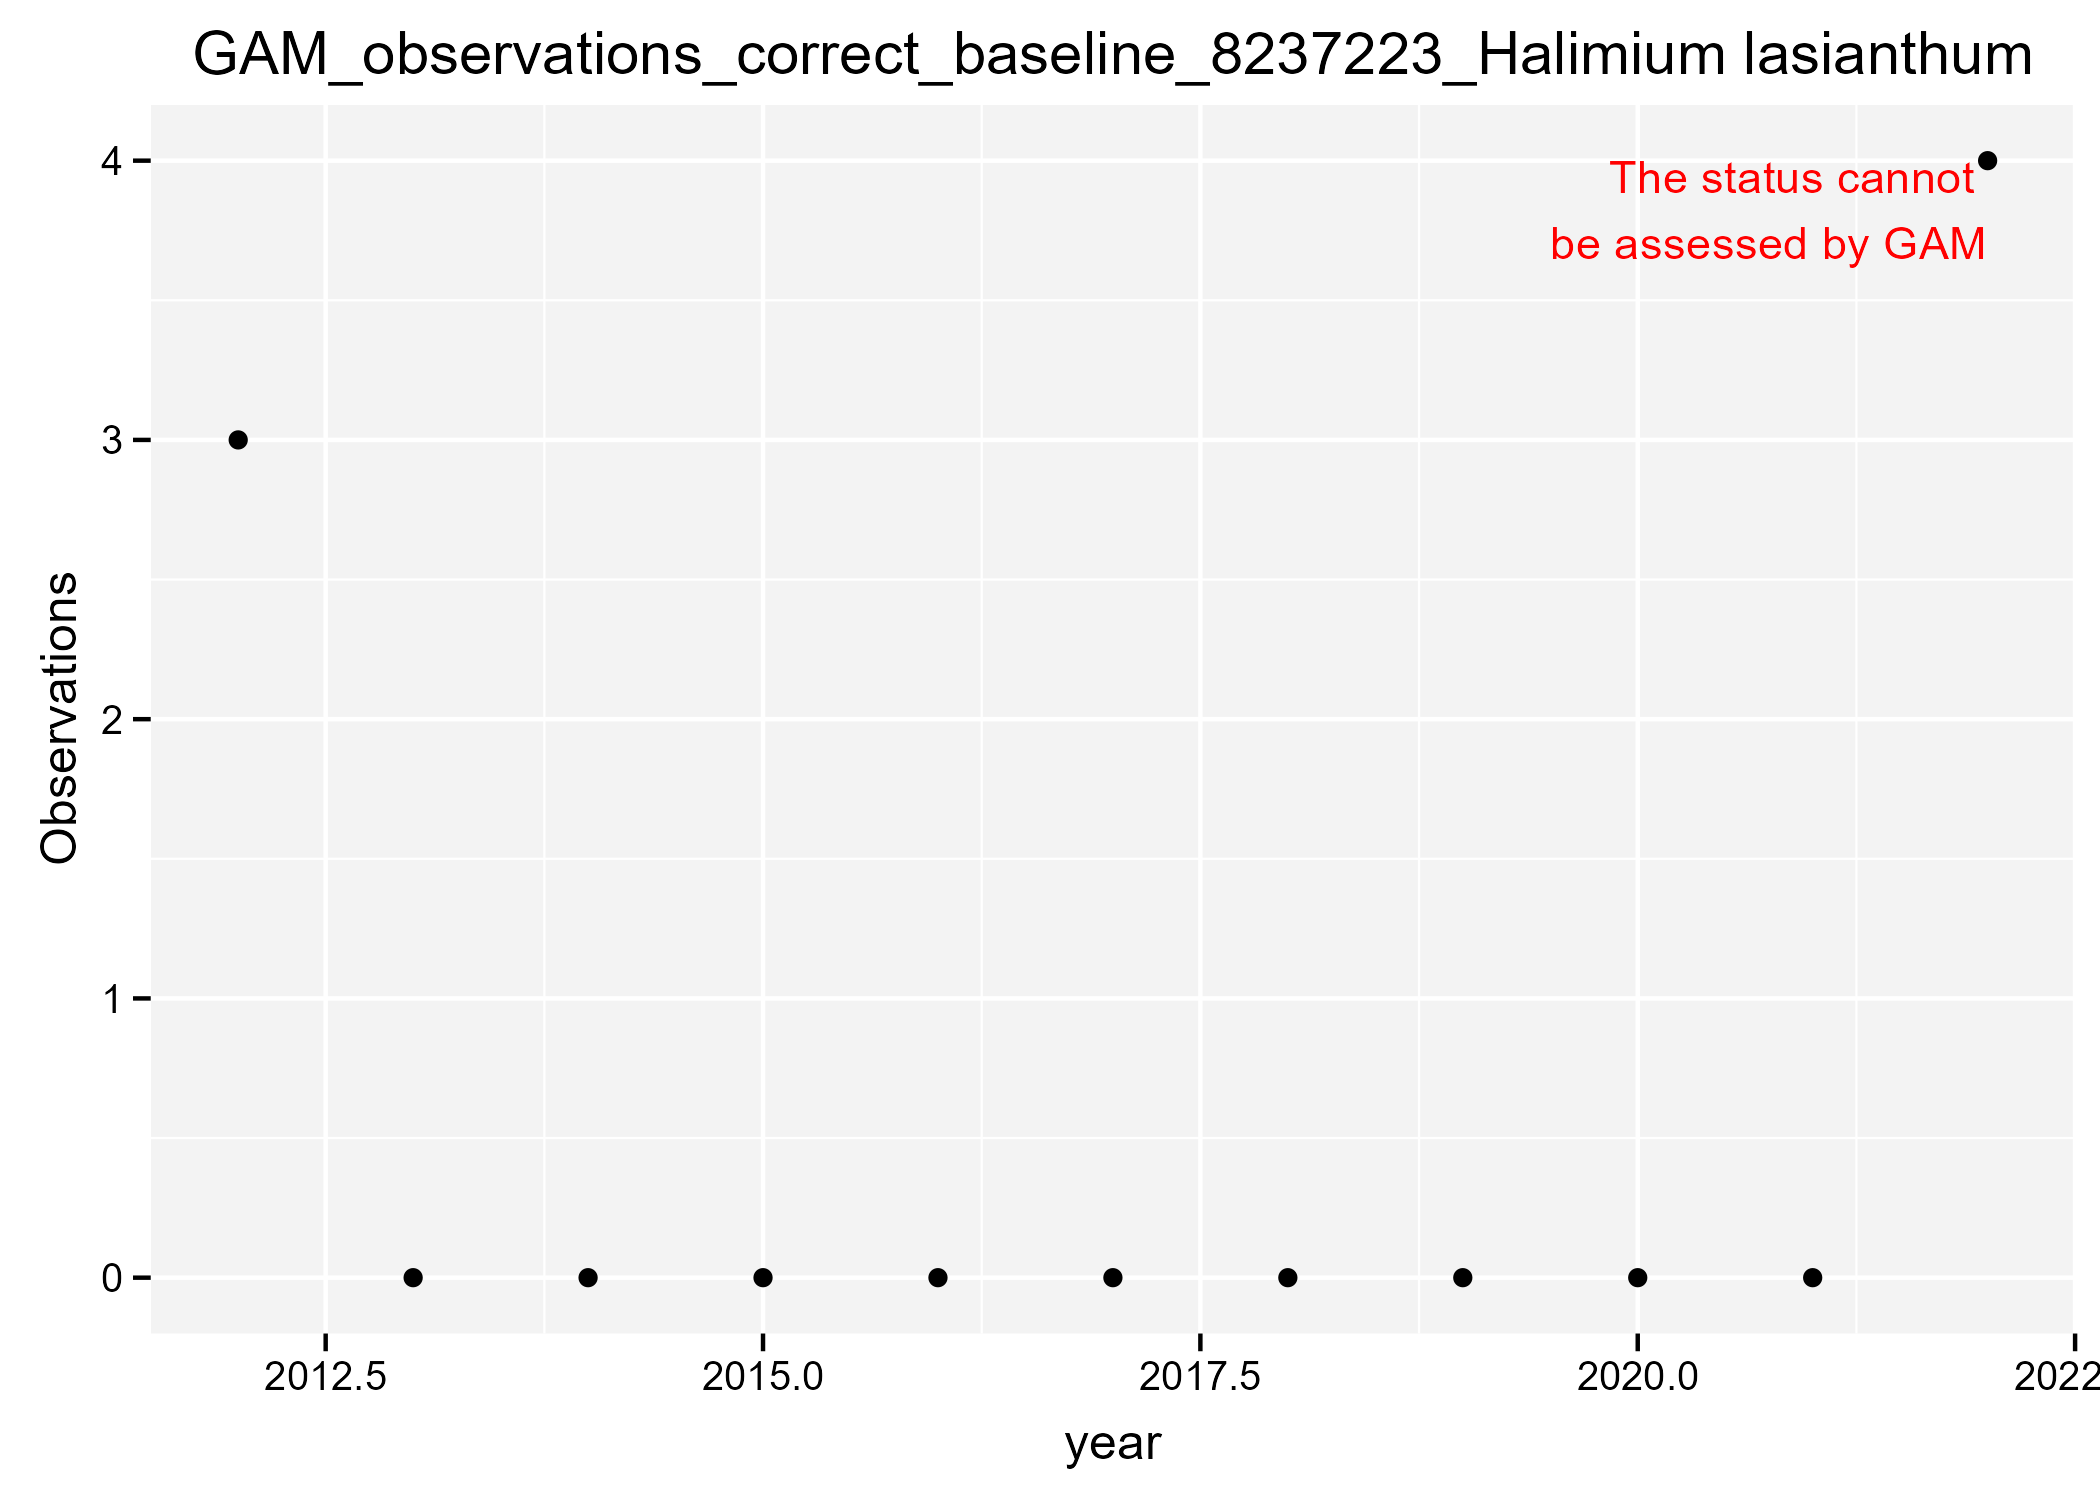 GAM_observations_correct_baseline_8237223_Halimium lasianthum
4
The status cannot
be assessed by GAM
3
Observations
2
1
0
2012.5 2015.0 2017.5 2020.0 2022
year